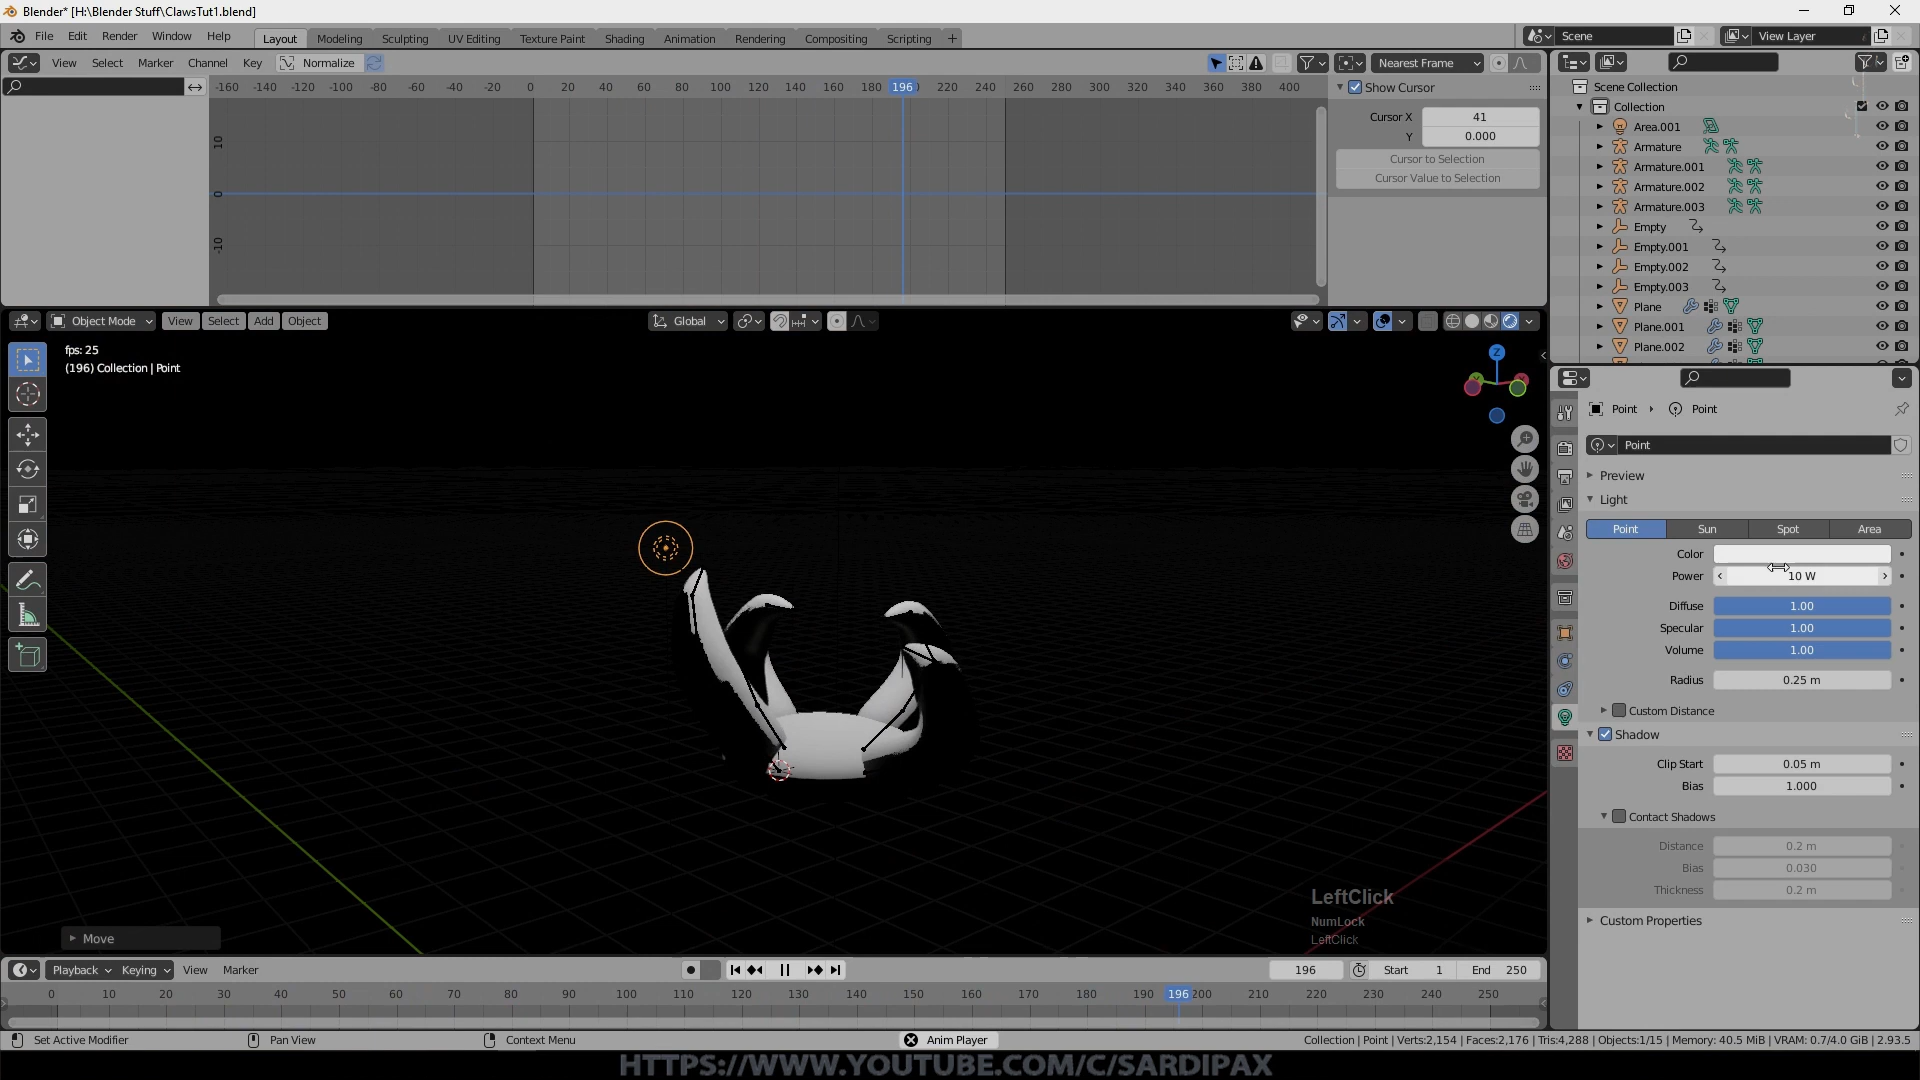 Blender* [H:\Blender Stuff\ClawsTut1.blend]
File Edit Render Window Help Layout Modeling Sculpting UV Editing Texture Paint Shading Animation Rendering Compositing Scripting + Scene View Layer
View Select Marker Channel Key Normalize Nearest Frame
-160 -140 -120 -100 -80 -60 -40 -20 0 20 40 60 80 100 120 140 160 180 196 220 240 260 280 300 320 340 360 380 400
10
0
-10
Show Cursor
Cursor X 41
Y 0.000
Cursor to Selection
Cursor Value to Selection
Scene Collection
Collection
Area.001
Armature
Armature.001
Armature.002
Armature.003
Empty
Empty.001
Empty.002
Empty.003
Plane
Plane.001
Plane.002
Object Mode View Select Add Object Global
fps: 25
(196) Collection | Point
Z
Move
LeftClick
NumLock
LeftClick
Point Point
Point
Preview
Light
Point Sun Spot Area
Color
Power 10 W
Diffuse 1.00
Specular 1.00
Volume 1.00
Radius 0.25 m
Custom Distance
Shadow
Clip Start 0.05 m
Bias 1.000
Contact Shadows
Distance 0.2 m
Bias 0.030
Thickness 0.2 m
Custom Properties
Playback Keying View Marker 196 Start 1 End 250
0 10 20 30 40 50 60 70 80 90 100 110 120 130 140 150 160 170 180 190 196 200 210 220 230 240 250
Set Active Modifier Pan View Context Menu Anim Player Collection | Point | Verts:2,154 | Faces:2,176 | Tris:4,288 | Objects:1/15 | Memory: 40.5 MiB | VRAM: 0.7/4.0 GiB | 2.93.5
HTTPS://WWW.YOUTUBE.COM/C/SARDIPAX